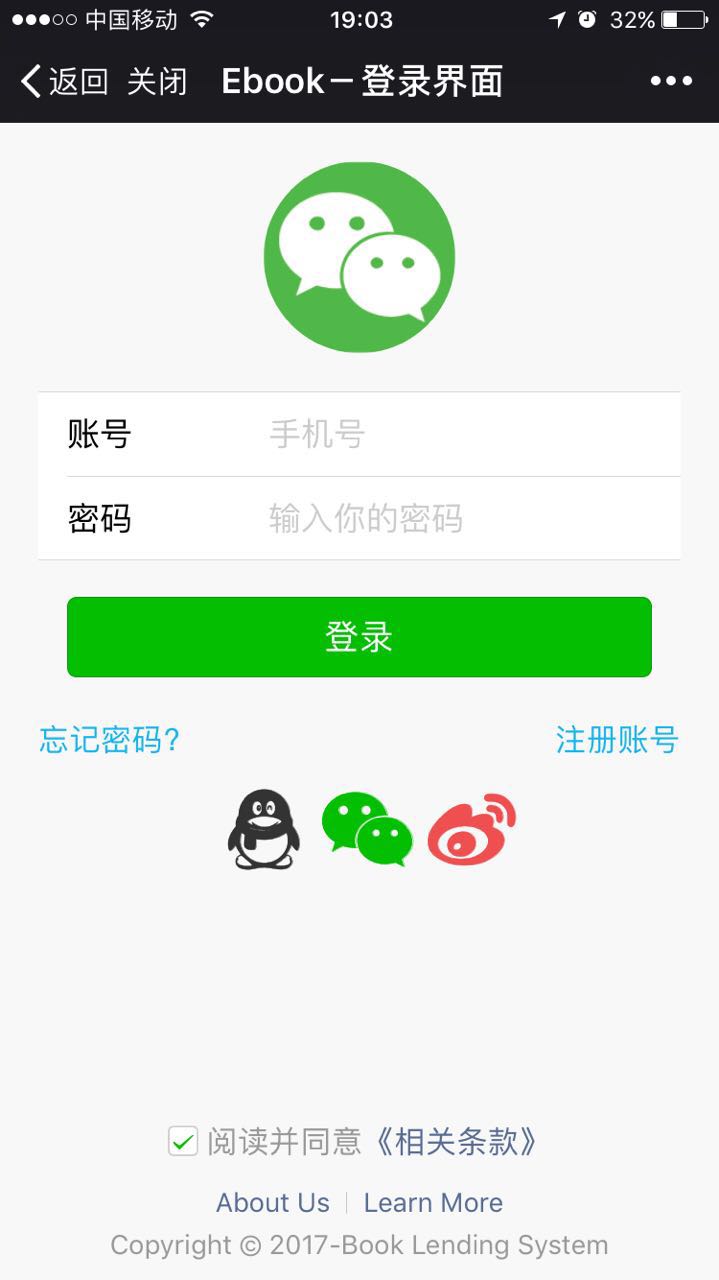 中国移动 19:03 32%
返回 关闭 Ebook－登录界面
账号 手机号
密码 输入你的密码
登录
忘记密码? 注册账号
阅读并同意《相关条款》
About Us Learn More
Copyright © 2017-Book Lending System